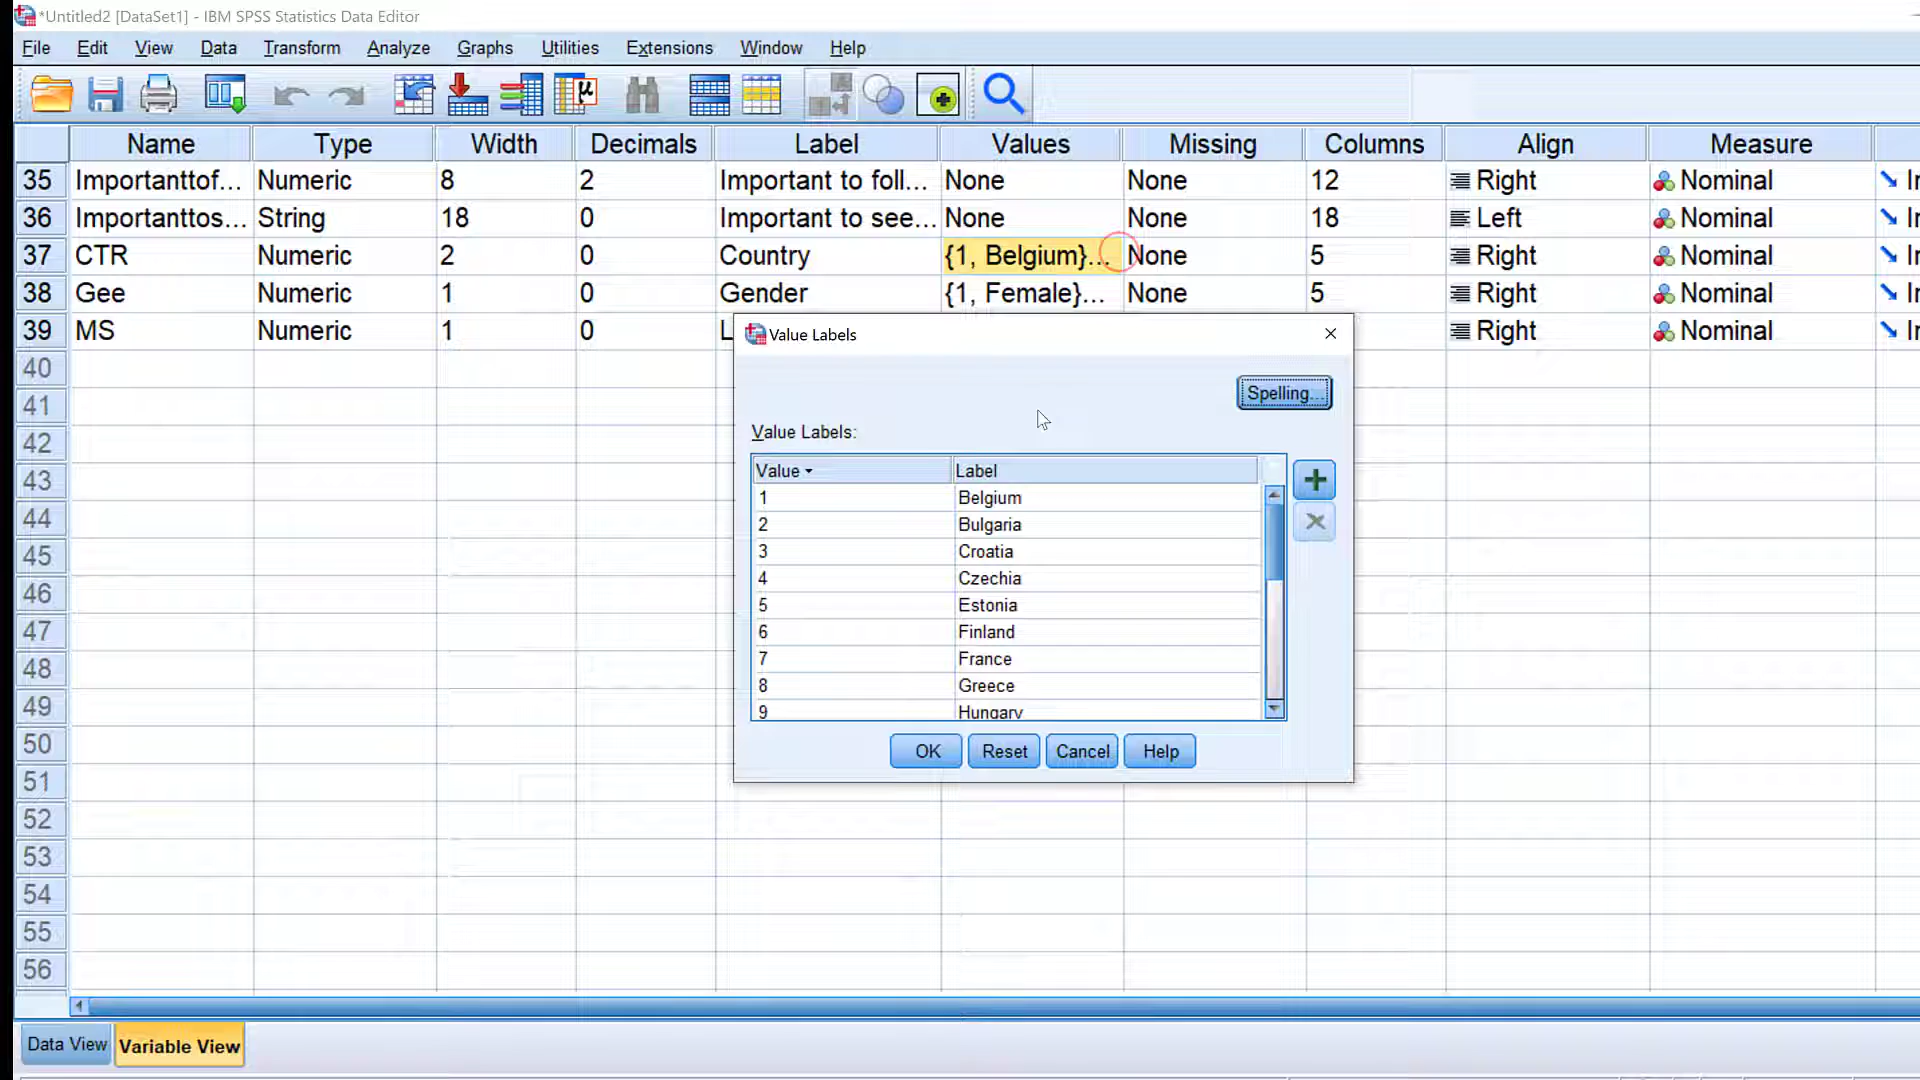 *Untitled2 [DataSet1] - IBM SPSS Statistics Data Editor
File Edit View Data Transform Analyze Graphs Utilities Extensions Window Help
Name Type Width Decimals Label Values Missing Columns Align Measure
35 Importanttof... Numeric 8 2 Important to foll... None None 12 Right Nominal
36 Importanttos... String 18 0 Important to see... None None 18 Left Nominal
37 CTR Numeric 2 0 Country {1, Belgium}... None 5 Right Nominal
38 Gee Numeric 1 0 Gender {1, Female}... None 5 Right Nominal
39 MS Numeric 1 0 L Right Nominal
Value Labels
Spelling...
Value Labels:
Value Label
1 Belgium
2 Bulgaria
3 Croatia
4 Czechia
5 Estonia
6 Finland
7 France
8 Greece
9 Hungary
OK Reset Cancel Help
40
41
42
43
44
45
46
47
48
49
50
51
52
53
54
55
56
Data View Variable View